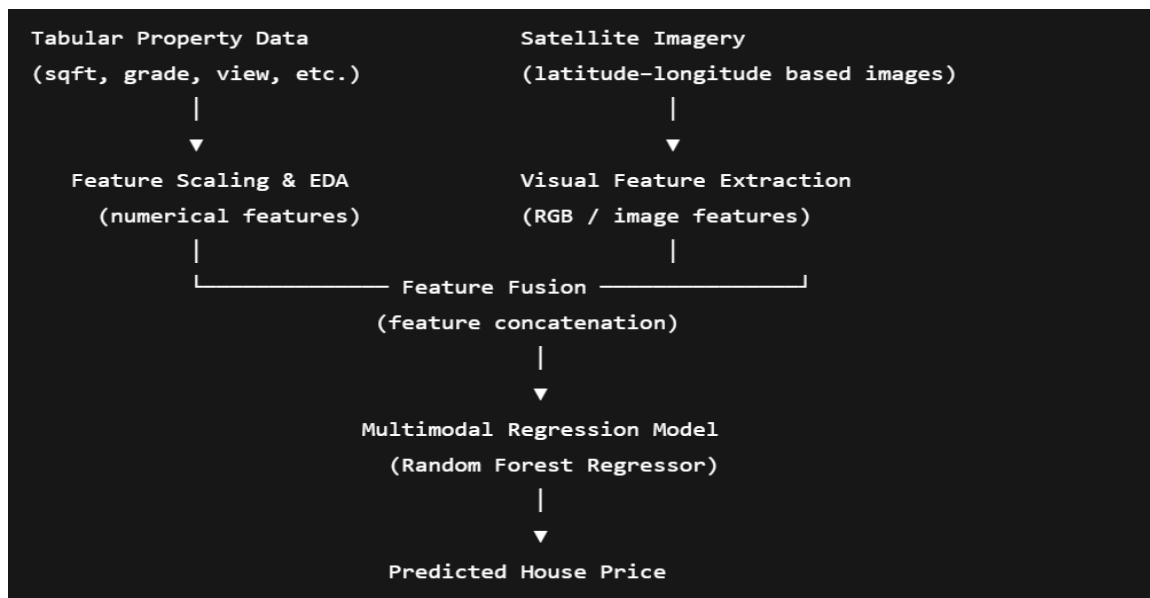 Tabular Property Data Satellite Imagery
(sqft, grade, view, etc.) (latitude–longitude based images)
Feature Scaling & EDA Visual Feature Extraction
(numerical features) (RGB / image features)
Feature Fusion
(feature concatenation)
Multimodal Regression Model
(Random Forest Regressor)
Predicted House Price